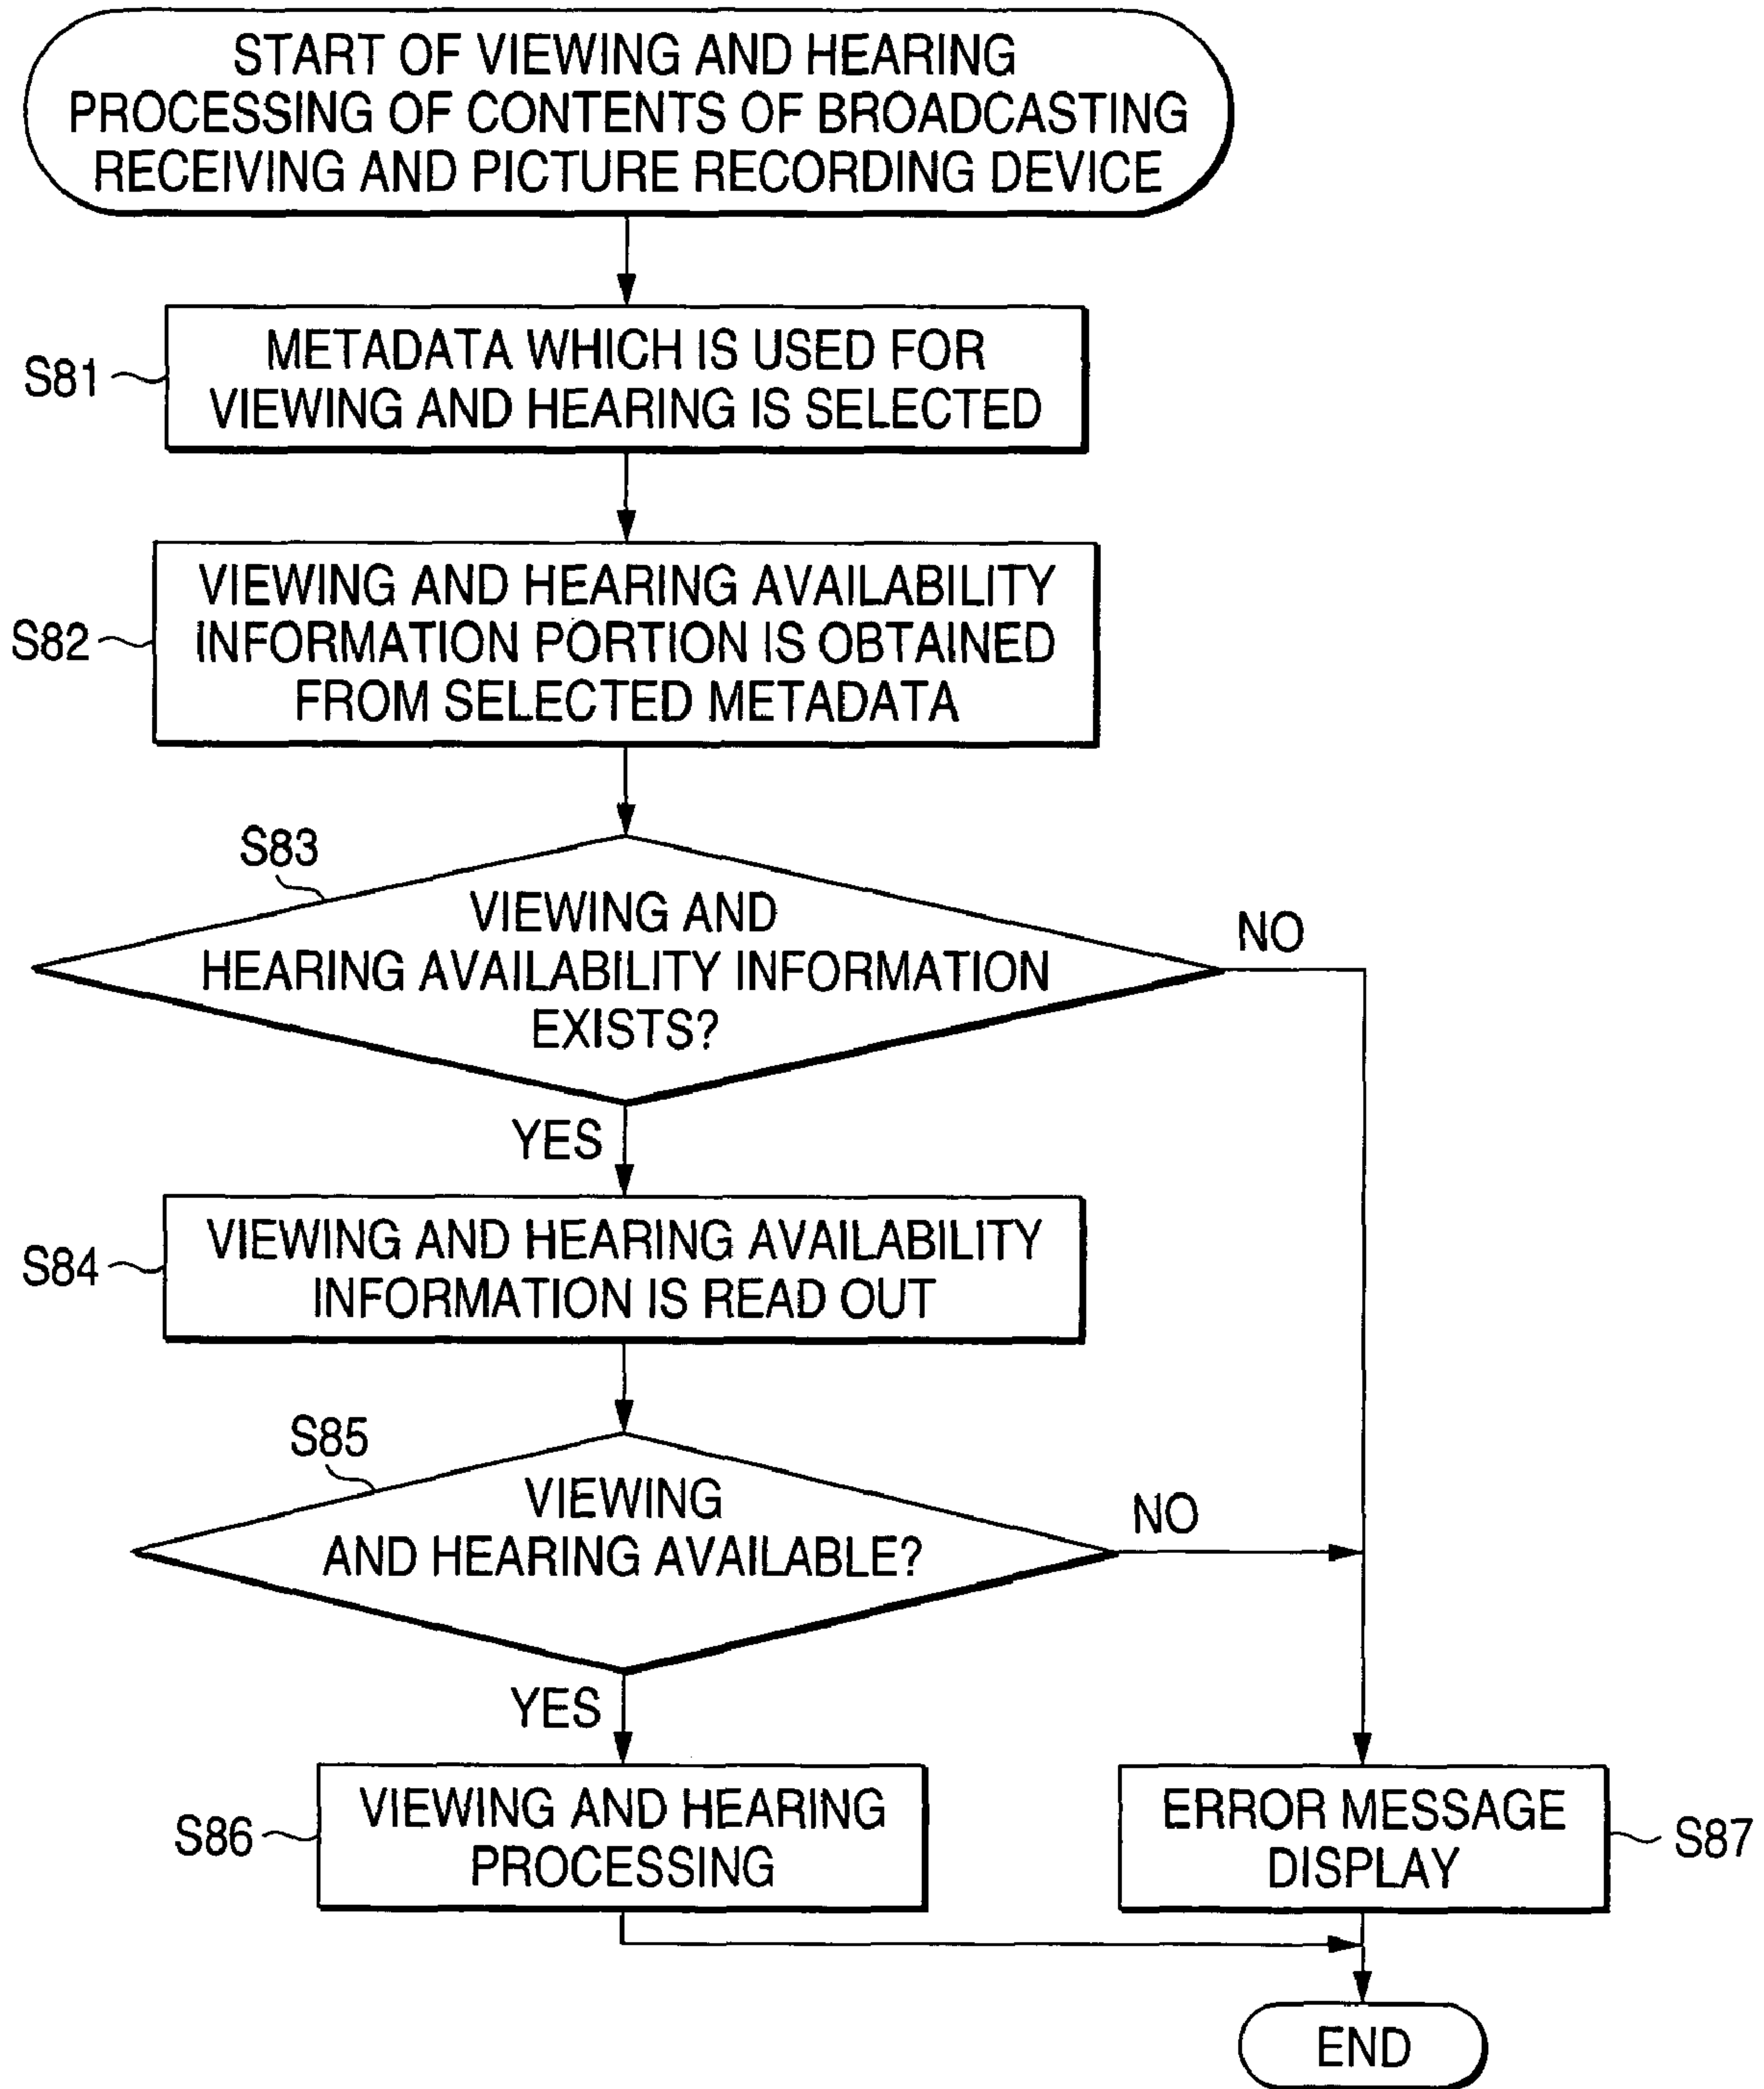 START OF VIEWING AND HEARING
PROCESSING OF CONTENTS OF BROADCASTING
RECEIVING AND PICTURE RECORDING DEVICE
S81
METADATA WHICH IS USED FOR
VIEWING AND HEARING IS SELECTED
S82
VIEWING AND HEARING AVAILABILITY
INFORMATION PORTION IS OBTAINED
FROM SELECTED METADATA
S83
VIEWING AND
HEARING AVAILABILITY INFORMATION
EXISTS?
NO
YES
S84
VIEWING AND HEARING AVAILABILITY
INFORMATION IS READ OUT
S85
VIEWING
AND HEARING AVAILABLE?
NO
YES
S86
VIEWING AND HEARING
PROCESSING
ERROR MESSAGE
DISPLAY
S87
END